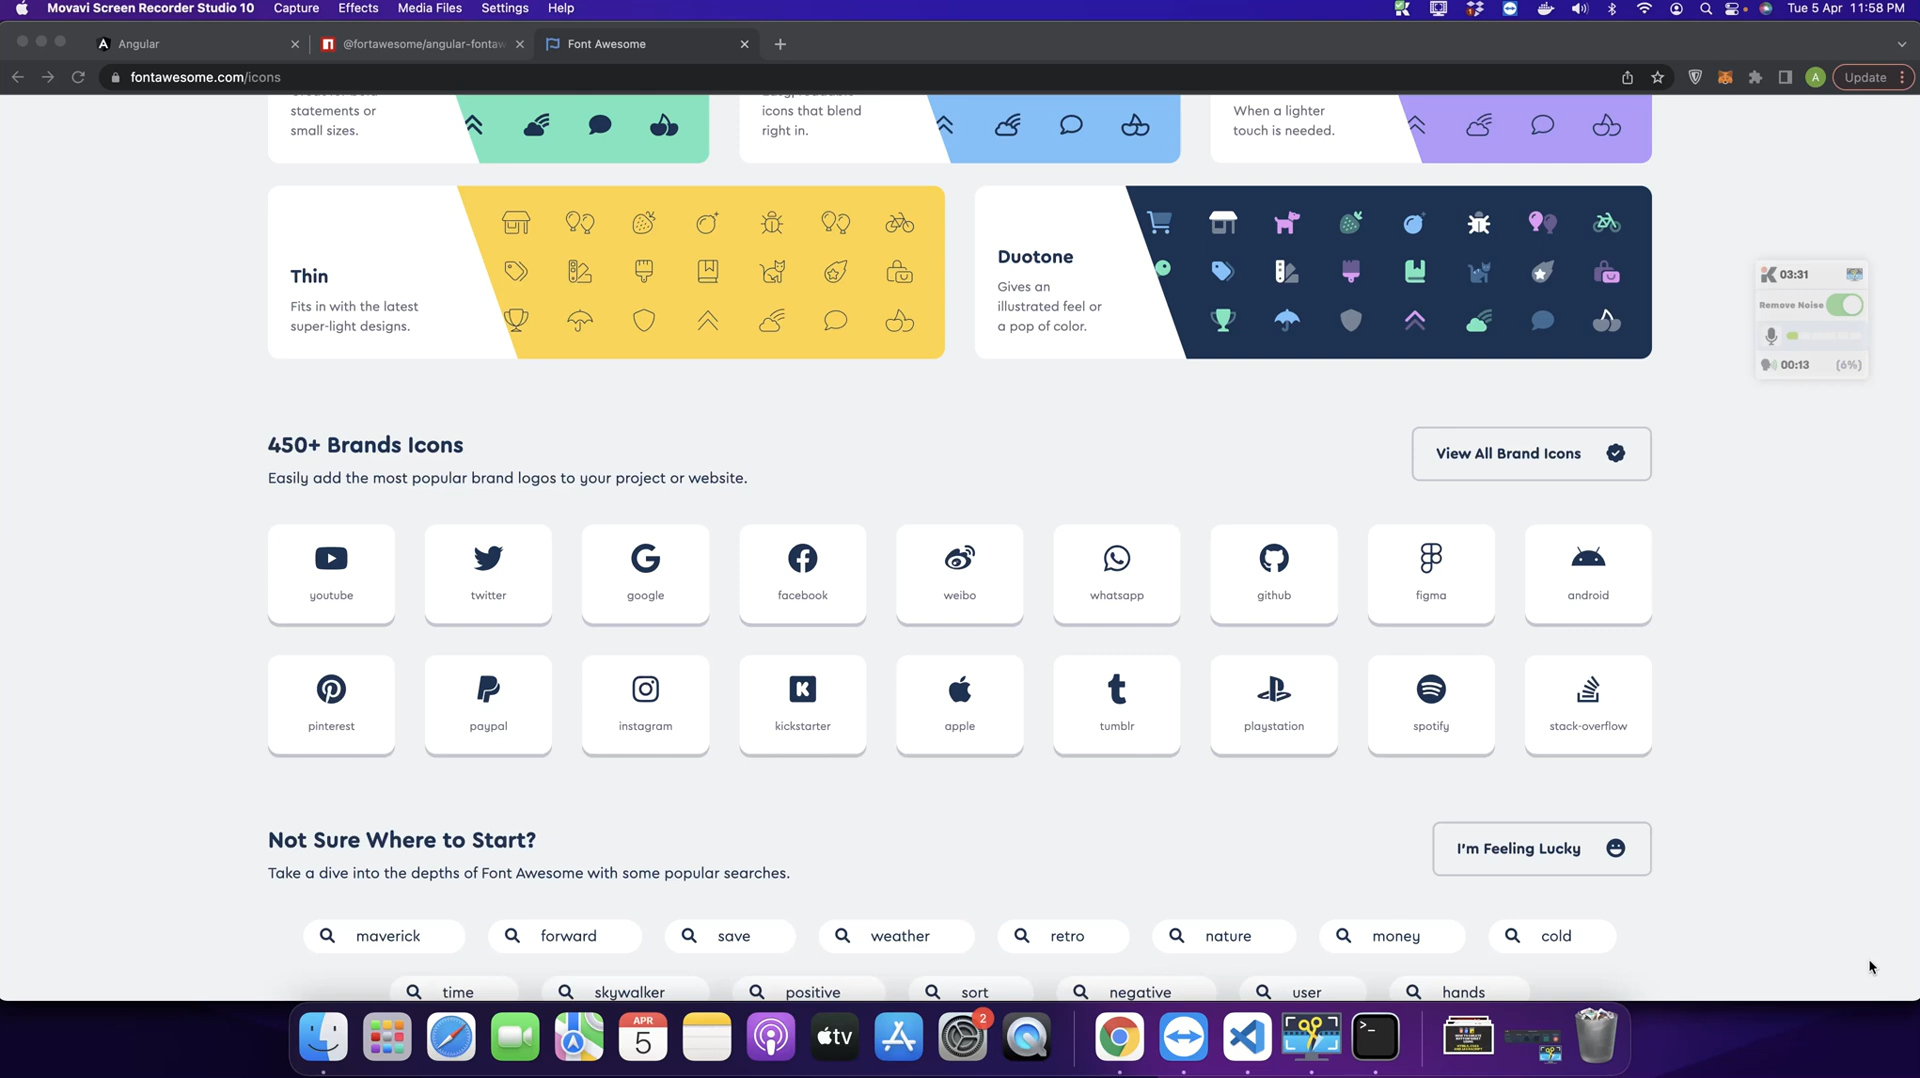 Movavi Screen Recorder Studio 10 Capture Effects Media Files Settings Help Tue 5 Apr 11:58 PM
Angular @fortawesome/angular-fontaw Font Awesome
fontawesome.com/icons Update
statements or
small sizes.
icons that blend
right in.
When a lighter
touch is needed.
Thin
Fits in with the latest
super-light designs.
Duotone
Gives an
illustrated feel or
a pop of color.
03:31
Remove Noise
00:13 (6%)
450+ Brands Icons
Easily add the most popular brand logos to your project or website.
View All Brand Icons
youtube twitter google facebook weibo whatsapp github figma android
pinterest paypal instagram kickstarter apple tumblr playstation spotify stack-overflow
Not Sure Where to Start?
Take a dive into the depths of Font Awesome with some popular searches.
I'm Feeling Lucky
maverick forward save weather retro nature money cold
time skywalker positive sort negative user hands
APR
5
tv
2